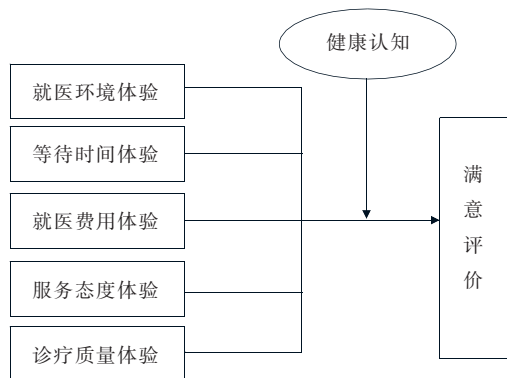 健康认知
就医环境体验
等待时间体验
就医费用体验
服务态度体验
诊疗质量体验
满
意
评
价